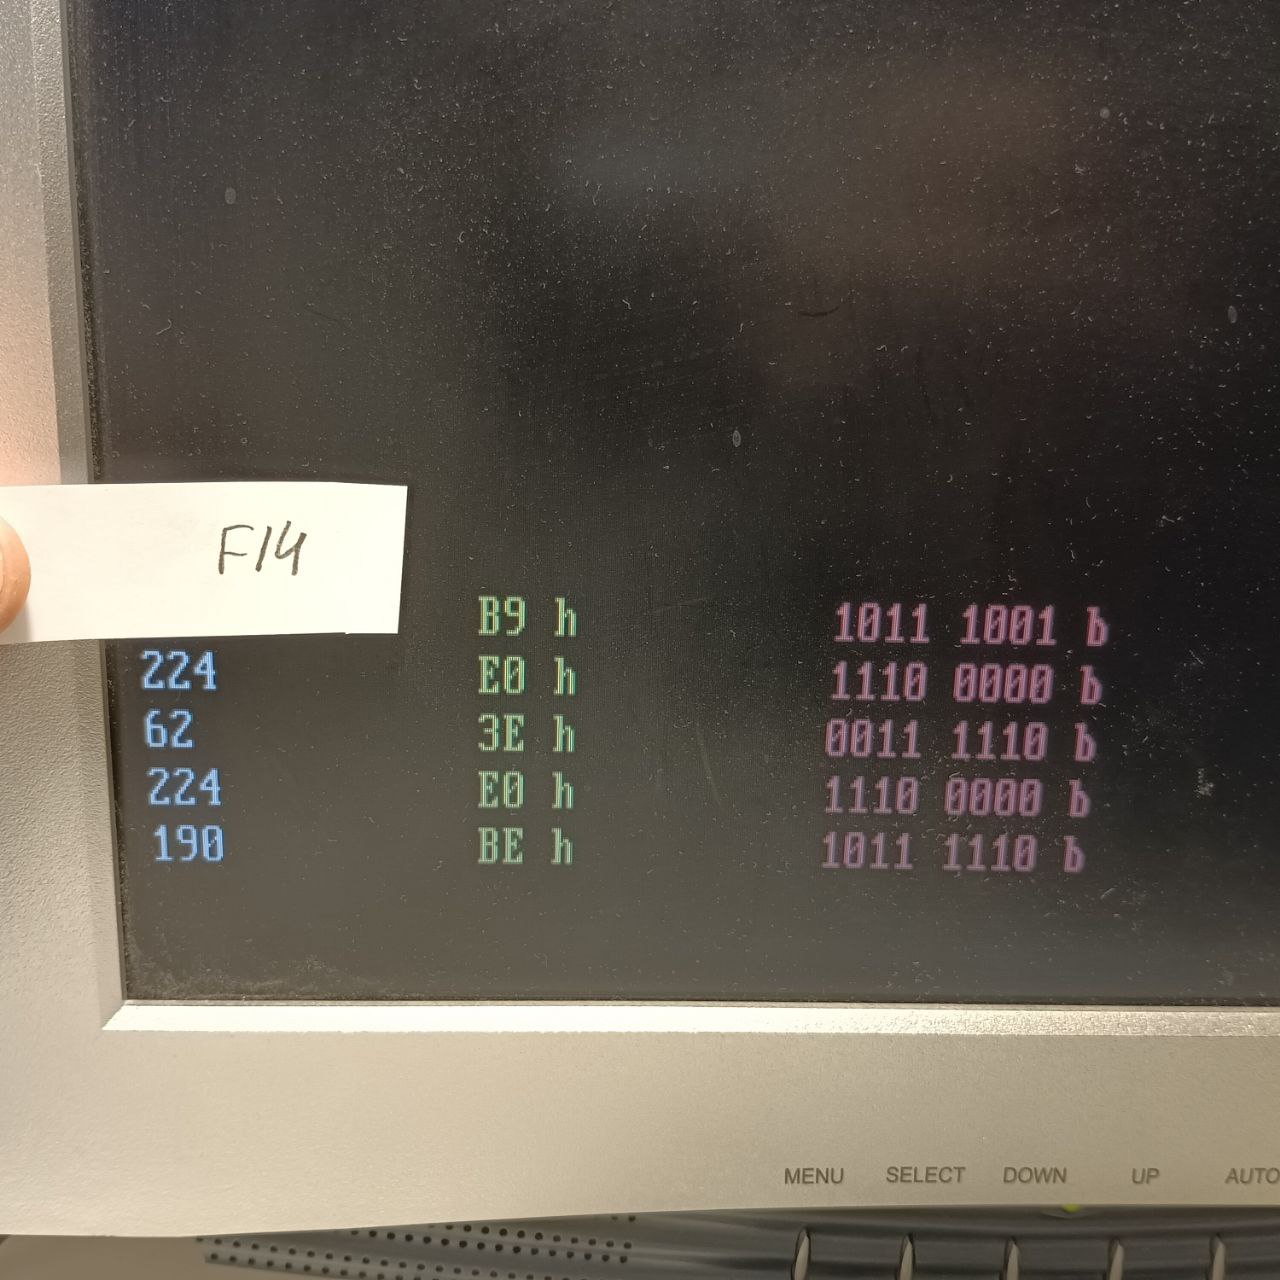 F14
B9 h 1011 1001 b
224 E0 h 1110 0000 b
62 3E h 0011 1110 b
224 E0 h 1110 0000 b
190 BE h 1011 1110 b
MENU SELECT DOWN UP AUTO